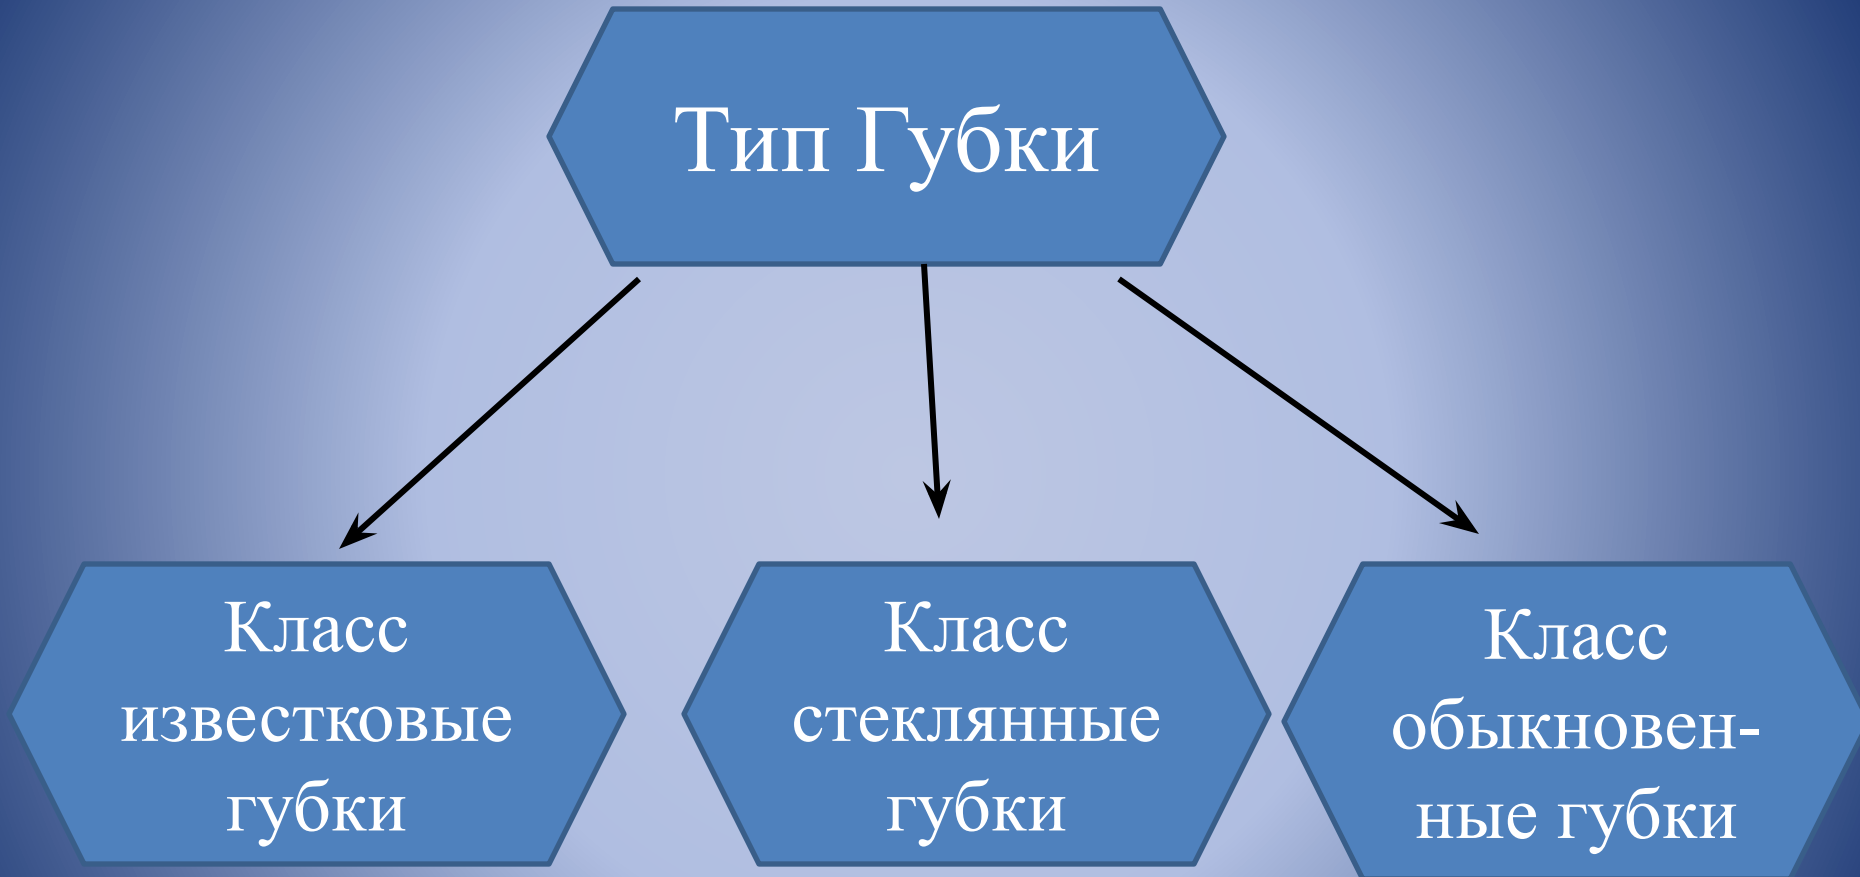 Тип Губки
Класс
известковые
губки
Класс
стеклянные
губки
Класс
обыкновен-
ные губки